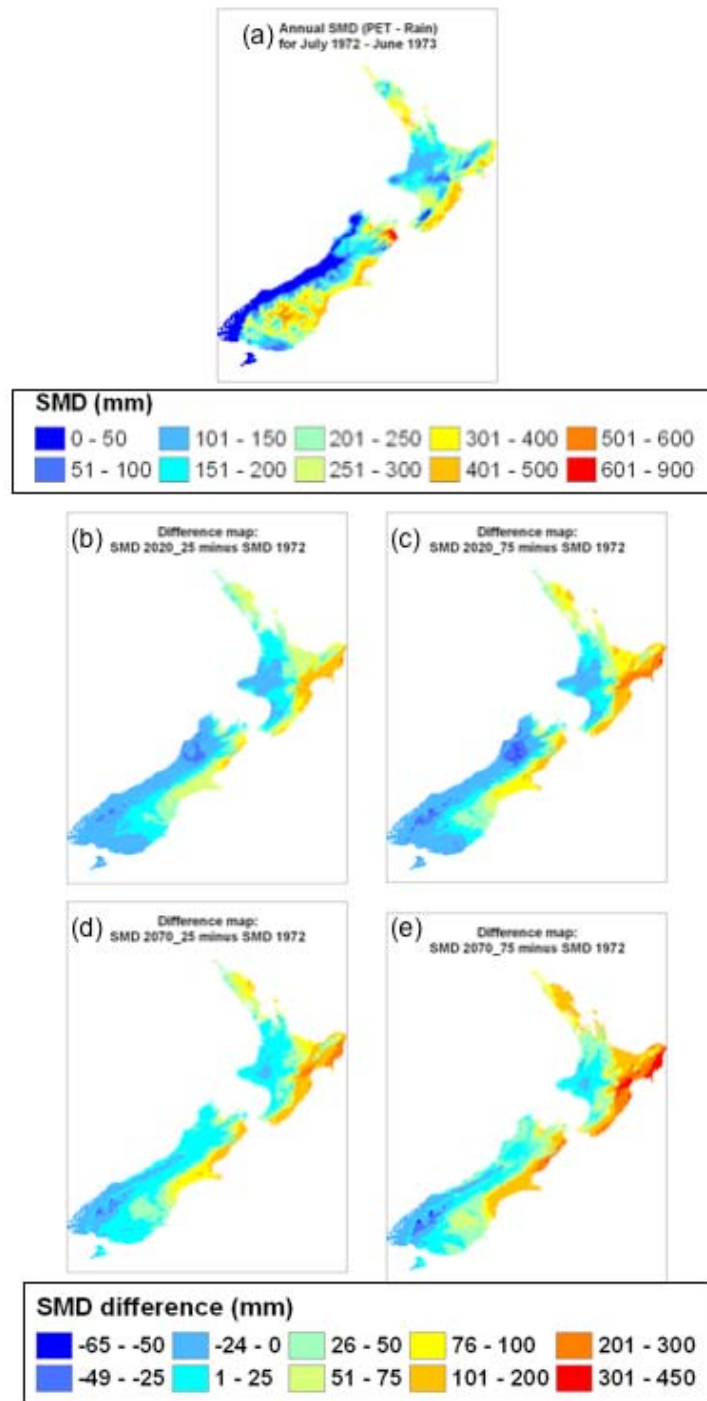 (a) Annual SMD (PET - Rain)
for July 1972 - June 1973
SMD (mm)
0 - 50 101 - 150 201 - 250 301 - 400 501 - 600
51 - 100 151 - 200 251 - 300 401 - 500 601 - 900
(b) Difference map:
SMD 2020_25 minus SMD 1972
(c) Difference map:
SMD 2020_75 minus SMD 1972
(d) Difference map:
SMD 2070_25 minus SMD 1972
(e) Difference map:
SMD 2070_75 minus SMD 1972
SMD difference (mm)
-65 - -50 -24 - 0 26 - 50 76 - 100 201 - 300
-49 - -25 1 - 25 51 - 75 101 - 200 301 - 450